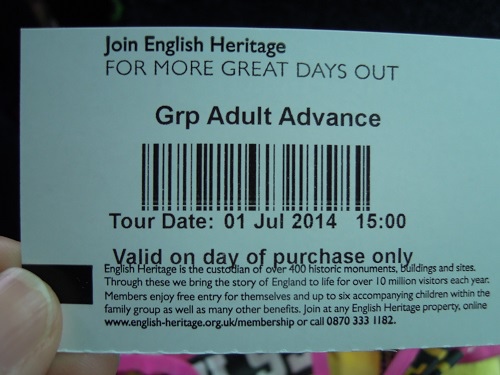 Join English Heritage
FOR MORE GREAT DAYS OUT
Grp Adult Advance
Tour Date: 01 Jul 2014 15:00
Valid on day of purchase only
English Heritage is the custodian of over 400 historic monuments, buildings and sites.
Through these we bring the story of England to life for over 10 million visitors each year.
Members enjoy free entry for themselves and up to six accompanying children within the
family group as well as many other benefits. Join at any English Heritage property, online
www.english-heritage.org.uk/membership or call 0870 333 1182.